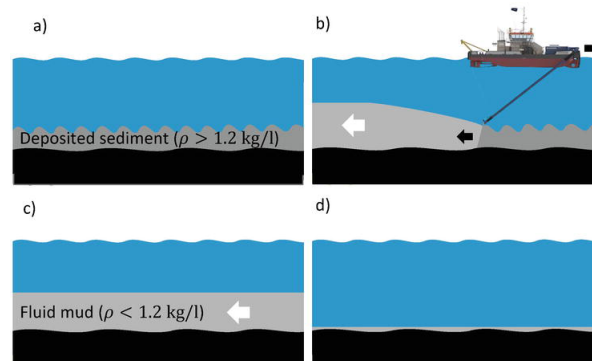 a)
b)
Deposited sediment (ρ > 1.2 kg/l)
c)
d)
Fluid mud (ρ < 1.2 kg/l)